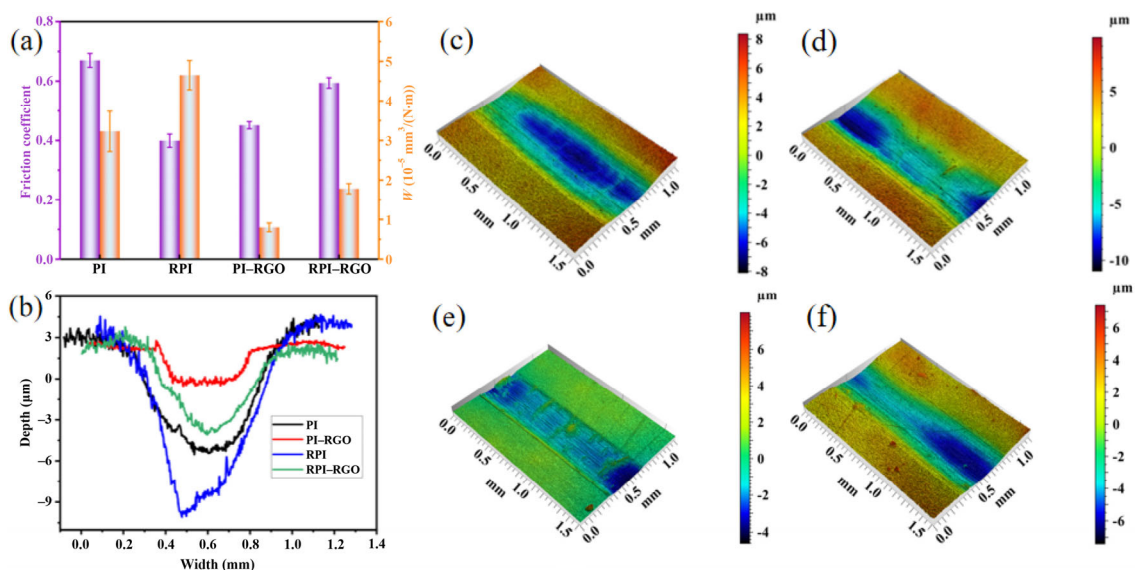 (a)
0.8
0.6
0.4
0.2
0.0
Friction coefficient
6
5
4
3
2
1
0
W (10⁻⁵ mm³/(N·m))
PI
RPI
PI–RGO
RPI–RGO
(b)
6
3
0
−3
−6
−9
Depth (μm)
PI
PI–RGO
RPI
RPI–RGO
0.0 0.2 0.4 0.6 0.8 1.0 1.2 1.4
Width (mm)
(c)
μm
8
6
4
2
0
−2
−4
−6
−8
0.0
0.5
1.0
1.5
mm
0.0
0.5
1.0
mm
(d)
μm
5
0
−5
−10
0.0
0.5
1.0
1.5
mm
0.0
0.5
1.0
mm
(e)
μm
6
4
2
0
−2
−4
0.0
0.5
1.0
1.5
mm
0.0
0.5
1.0
mm
(f)
μm
6
4
2
0
−2
−4
−6
0.0
0.5
1.0
1.5
mm
0.0
0.5
1.0
mm